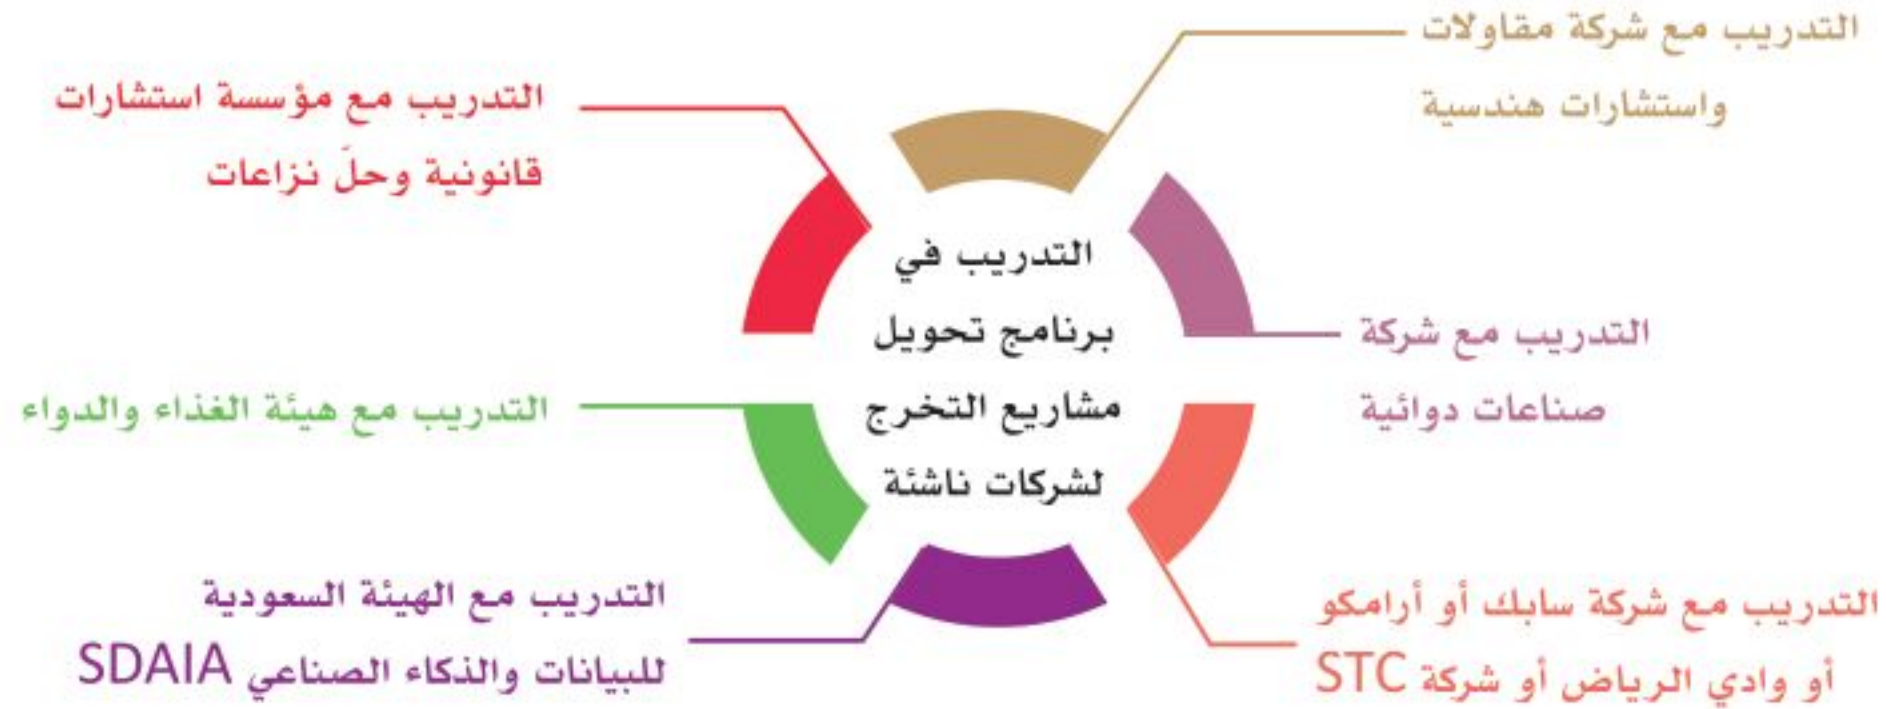 التدريب مع شركة مقاولات
واستشارات هندسية
التدريب مع مؤسسة استشارات
قانونية وحلَ نزاعات
التدريب في
برنامج تحويل
مشاريع التخرج
لشركات ناشئة
التدريب مع شركة
صناعات دوائية
التدريب مع هيئة الغذاء والدواء
التدريب مع شركة سابك أو أرامكو
أو وادي الرياض أو شركة STC
التدريب مع الهيئة السعودية
للبيانات والذكاء الصناعي SDAIA